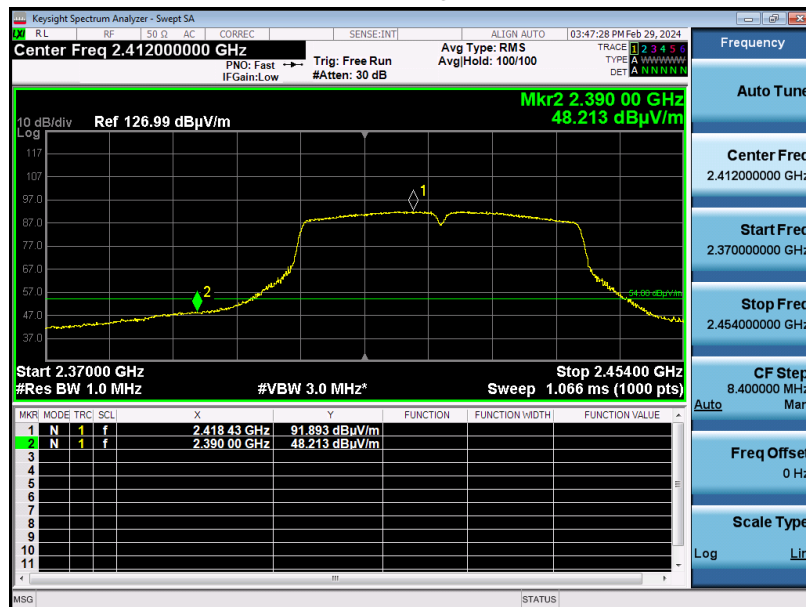 Keysight Spectrum Analyzer - Swept SA
LXI RL RF 50 Ω AC CORREC SENSE:INT ALIGN AUTO 03:47:28 PM Feb 29, 2024
Center Freq 2.412000000 GHz
PNO: Fast
IFGain:Low
Trig: Free Run
#Atten: 30 dB
Avg Type: RMS
Avg|Hold: 100/100
TRACE 1 2 3 4 5 6
TYPE A WWWWW
DET A N N N N N
Mkr2 2.390 00 GHz
48.213 dBµV/m
10 dB/div Ref 126.99 dBµV/m
Log
117
107
97.0
87.0
77.0
67.0
57.0
47.0
37.0
1
2
54.00 dBµV/m
Start 2.37000 GHz Stop 2.45400 GHz
#Res BW 1.0 MHz #VBW 3.0 MHz* Sweep 1.066 ms (1000 pts)
MKR MODE TRC SCL X Y FUNCTION FUNCTION WIDTH FUNCTION VALUE
1 N 1 f 2.418 43 GHz 91.893 dBµV/m
2 N 1 f 2.390 00 GHz 48.213 dBµV/m
3
4
5
6
7
8
9
10
11
MSG STATUS
Frequency
Auto Tune
Center Freq
2.412000000 GHz
Start Freq
2.370000000 GHz
Stop Freq
2.454000000 GHz
CF Step
8.400000 MHz
Auto Man
Freq Offset
0 Hz
Scale Type
Log Lin